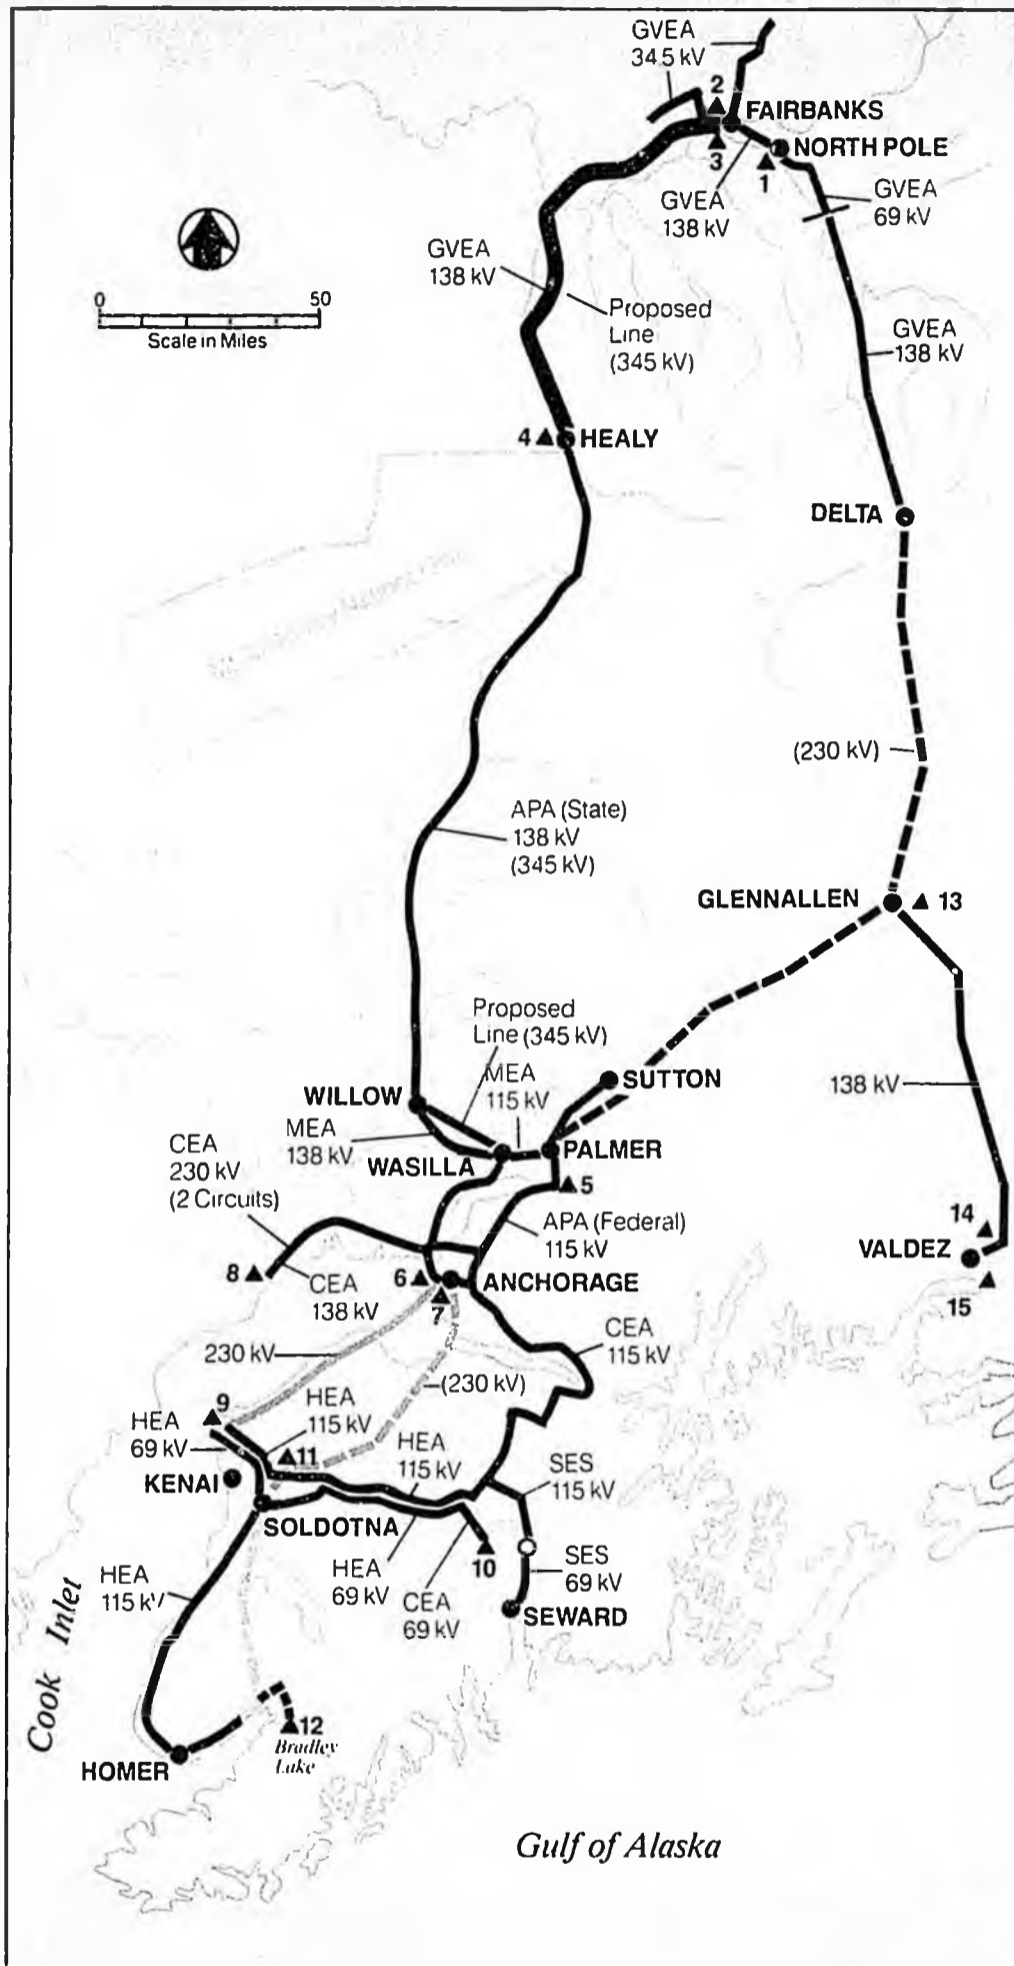 GVEA
34.5 kV
2
FAIRBANKS
3
NORTH POLE
1
GVEA
138 kV
GVEA
69 kV
GVEA
138 kV
0
50
Scale in Miles
Proposed
Line
(345 kV)
GVEA
138 kV
4
HEALY
DELTA
(230 kV)
APA (State)
138 kV
(345 kV)
GLENNALLEN
13
Proposed
Line (345 kV)
MEA
115 kV
SUTTON
138 kV
WILLOW
MEA
138 kV
CEA
230 kV
(2 Circuits)
WASILLA
PALMER
5
APA (Federal)
115 kV
14
VALDEZ
15
8
CEA
138 kV
6
ANCHORAGE
7
CEA
115 kV
230 kV
(230 kV)
9
HEA
69 kV
HEA
115 kV
11
HEA
115 kV
SES
115 kV
KENAI
SOLDOTNA
HEA
69 kV
10
CEA
69 kV
SES
69 kV
SEWARD
HEA
115 kV
Cook Inlet
12
Bradley
Lake
HOMER
Gulf of Alaska